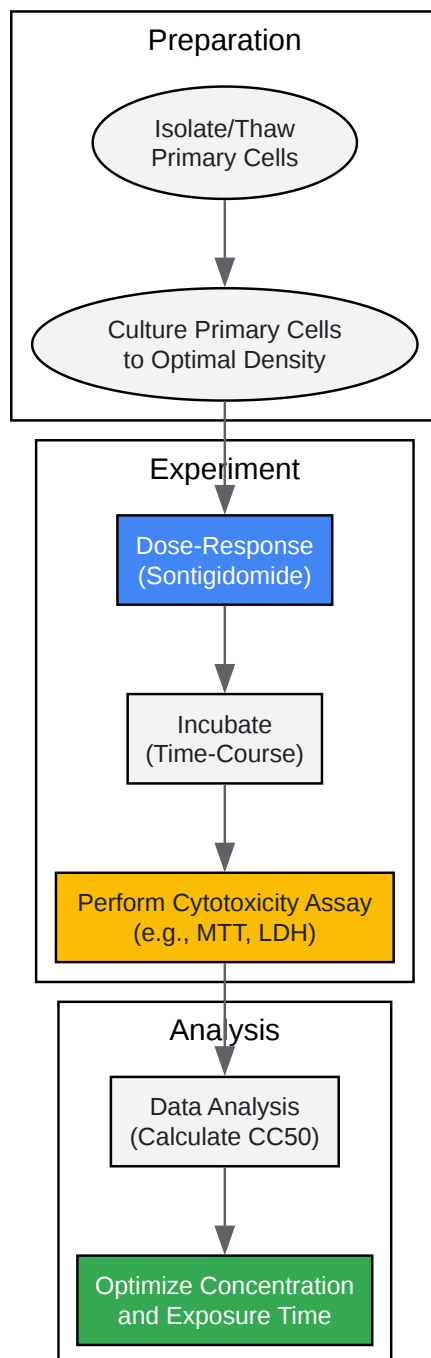 Preparation
Isolate/Thaw
Primary Cells
Culture Primary Cells
to Optimal Density
Experiment
Dose-Response
(Sontigidomide)
Incubate
(Time-Course)
Perform Cytotoxicity Assay
(e.g., MTT, LDH)
Analysis
Data Analysis
(Calculate CC50)
Optimize Concentration
and Exposure Time